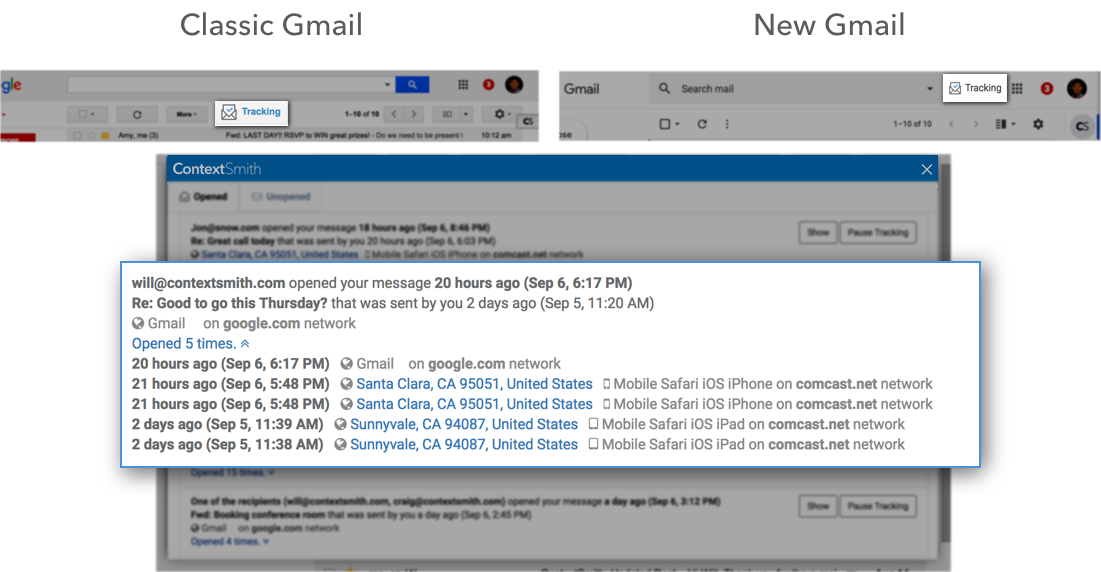 Classic Gmail
New Gmail
gle
3
More
Tracking
1–10 of 10
CS
Amy, me (3)
Fwd: LAST DAY! RSVP to WIN great prizes! - Do we need to be present t
10:12 am
Gmail
Search mail
Tracking
3
ose
1–10 of 10
CS
ContextSmith
Opened
Unopened
Jon@snow.com opened your message 18 hours ago (Sep 6, 8:46 PM)
Re: Great call today that was sent by you 20 hours ago (Sep 6, 6:03 PM)
Santa Clara, CA 95051, United States Mobile Safari iOS iPhone on comcast.net network
Show
Pause Tracking
will@contextsmith.com opened your message 20 hours ago (Sep 6, 6:17 PM)
Re: Good to go this Thursday? that was sent by you 2 days ago (Sep 5, 11:20 AM)
Gmail on google.com network
Opened 5 times.
20 hours ago (Sep 6, 6:17 PM) Gmail on google.com network
21 hours ago (Sep 6, 5:48 PM) Santa Clara, CA 95051, United States Mobile Safari iOS iPhone on comcast.net network
21 hours ago (Sep 6, 5:48 PM) Santa Clara, CA 95051, United States Mobile Safari iOS iPhone on comcast.net network
2 days ago (Sep 5, 11:39 AM) Sunnyvale, CA 94087, United States Mobile Safari iOS iPad on comcast.net network
2 days ago (Sep 5, 11:38 AM) Sunnyvale, CA 94087, United States Mobile Safari iOS iPad on comcast.net network
Opened 15 times.
One of the recipients (will@contextsmith.com, craig@contextsmith.com) opened your message a day ago (Sep 6, 3:12 PM)
Fwd: Booking conference room that was sent by you a day ago (Sep 6, 2:45 PM)
Gmail on google.com network
Opened 4 times.
Show
Pause Tracking